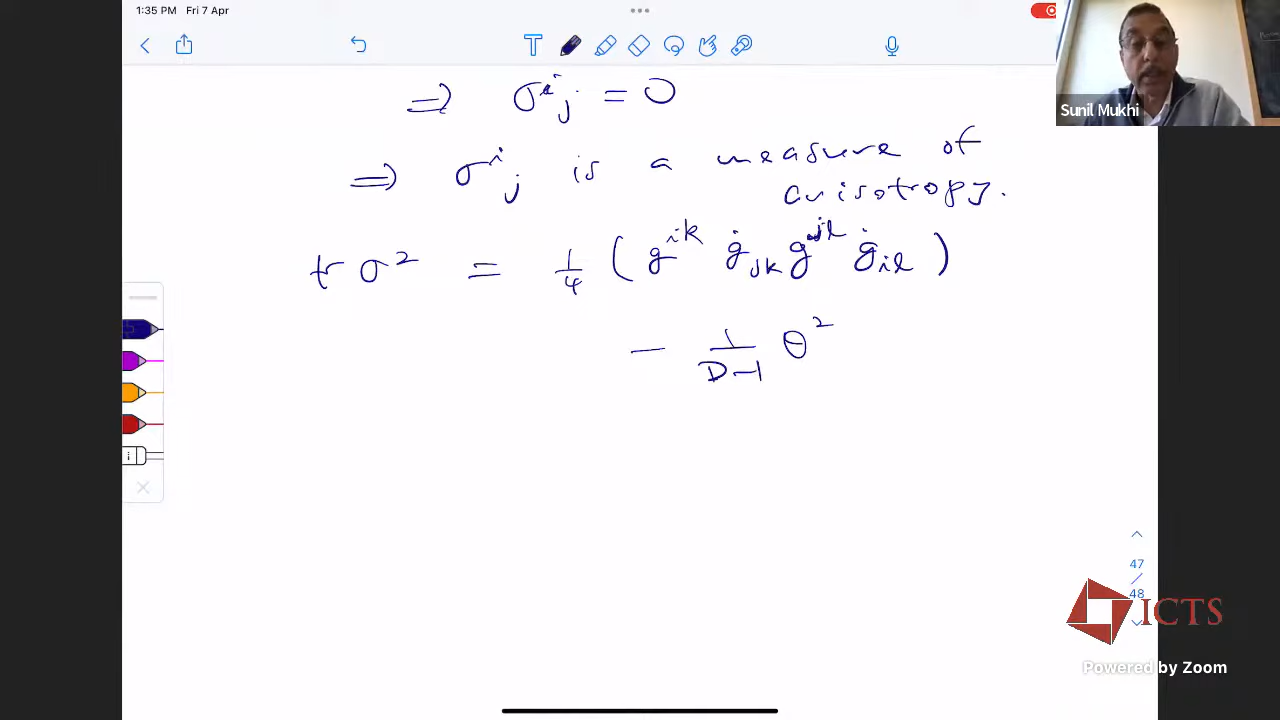 1:35 PM Fri 7 Apr
Sunil Mukhi
⇒ σ^i_j = 0
⇒ σ^i_j is a measure of
anisotropy.
tr σ² = 1/4 ( g^{ik} ġ_{jk} g^{jl} ġ_{il} )
− 1/(D−1) θ²
47
/
48
ICTS
Powered by Zoom